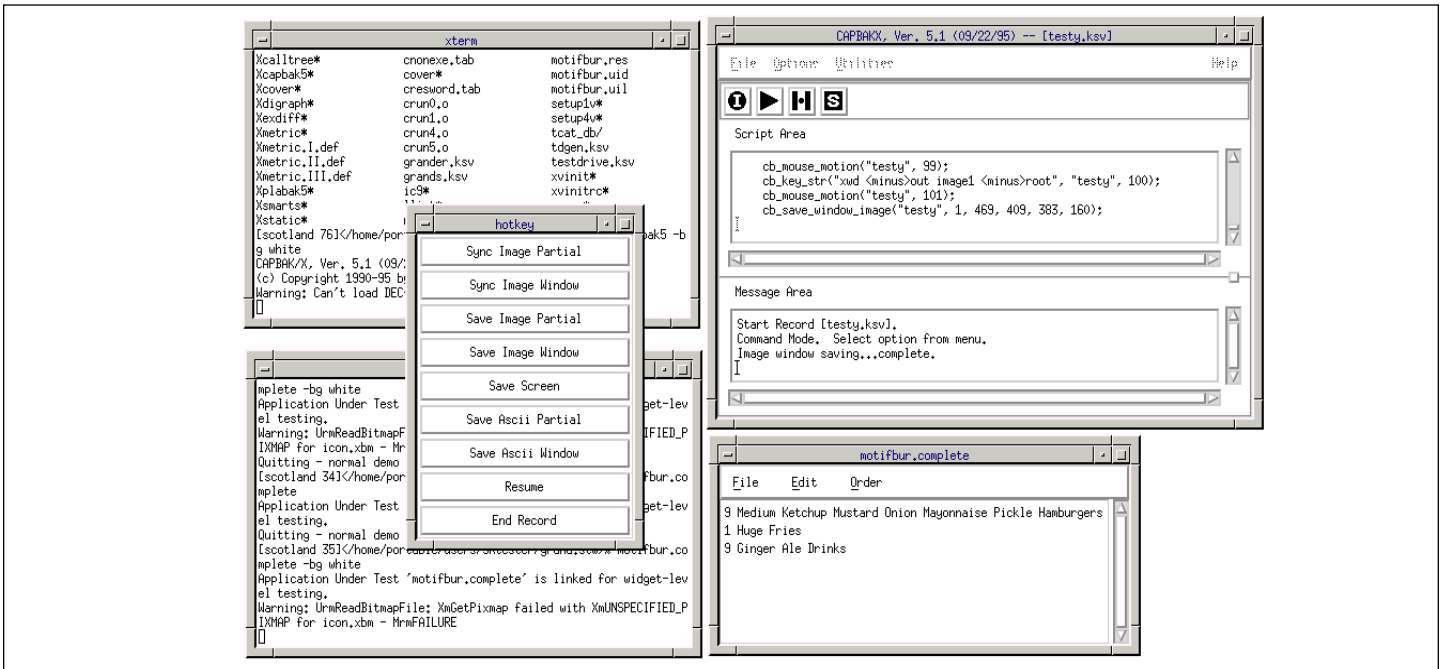 xterm
Xcalltree* cnonexe.tab motifbur.res
Xcapbak5* cover* motifbur.uid
Xcover* cresword.tab motifbur.uil
Xdigraph* crun0.o setup1v*
Xexdiff* crun1.o setup4v*
Xmetric* crun4.o tcat_db/
Xmetric.I.def crun5.o tdgen.ksv
Xmetric.II.def grander.ksv testdrive.ksv
Xmetric.III.def grands.ksv xvinit*
Xplabak5* ic9* xvinitrc*
Xsmarts*
Xstatic*
[scotland 76]</home/por bak5 -b
g white
CAPBAK/X, Ver. 5.1 (09/
(c) Copyright 1990-95 b
Warning: Can't load DEC
hotkey
Sync Image Partial
Sync Image Window
Save Image Partial
Save Image Window
Save Screen
Save Ascii Partial
Save Ascii Window
Resume
End Record
mplete -bg white
Application Under Test get-lev
el testing.
Warning: UrmReadBitmapF IFIED_P
IXMAP for icon.xbm - Mr
Quitting - normal demo
[scotland 34]</home/por fbur.co
mplete
Application Under Test get-lev
el testing.
Quitting - normal demo
[scotland 35]</home/por fbur.co
mplete -bg white
Application Under Test 'motifbur.complete' is linked for widget-lev
el testing.
Warning: UrmReadBitmapFile: XmGetPixmap failed with XmUNSPECIFIED_P
IXMAP for icon.xbm - MrmFAILURE
CAPBAKX, Ver. 5.1 (09/22/95) -- [testy.ksv]
File Options Utilities Help
Script Area
cb_mouse_motion("testy", 99);
cb_key_str("xwd <minus>out image1 <minus>root", "testy", 100);
cb_mouse_motion("testy", 101);
cb_save_window_image("testy", 1, 469, 409, 383, 160);
Message Area
Start Record [testy.ksv].
Command Mode. Select option from menu.
Image window saving...complete.
motifbur.complete
File Edit Order
9 Medium Ketchup Mustard Onion Mayonnaise Pickle Hamburgers
1 Huge Fries
9 Ginger Ale Drinks